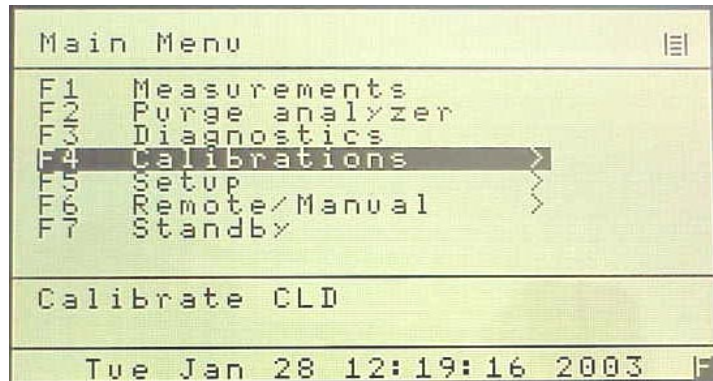 Main Menu
F1 Measurements
F2 Purge analyzer
F3 Diagnostics
F4 Calibrations >
F5 Setup >
F6 Remote/Manual >
F7 Standby
Calibrate CLD
Tue Jan 28 12:19:16 2003 F